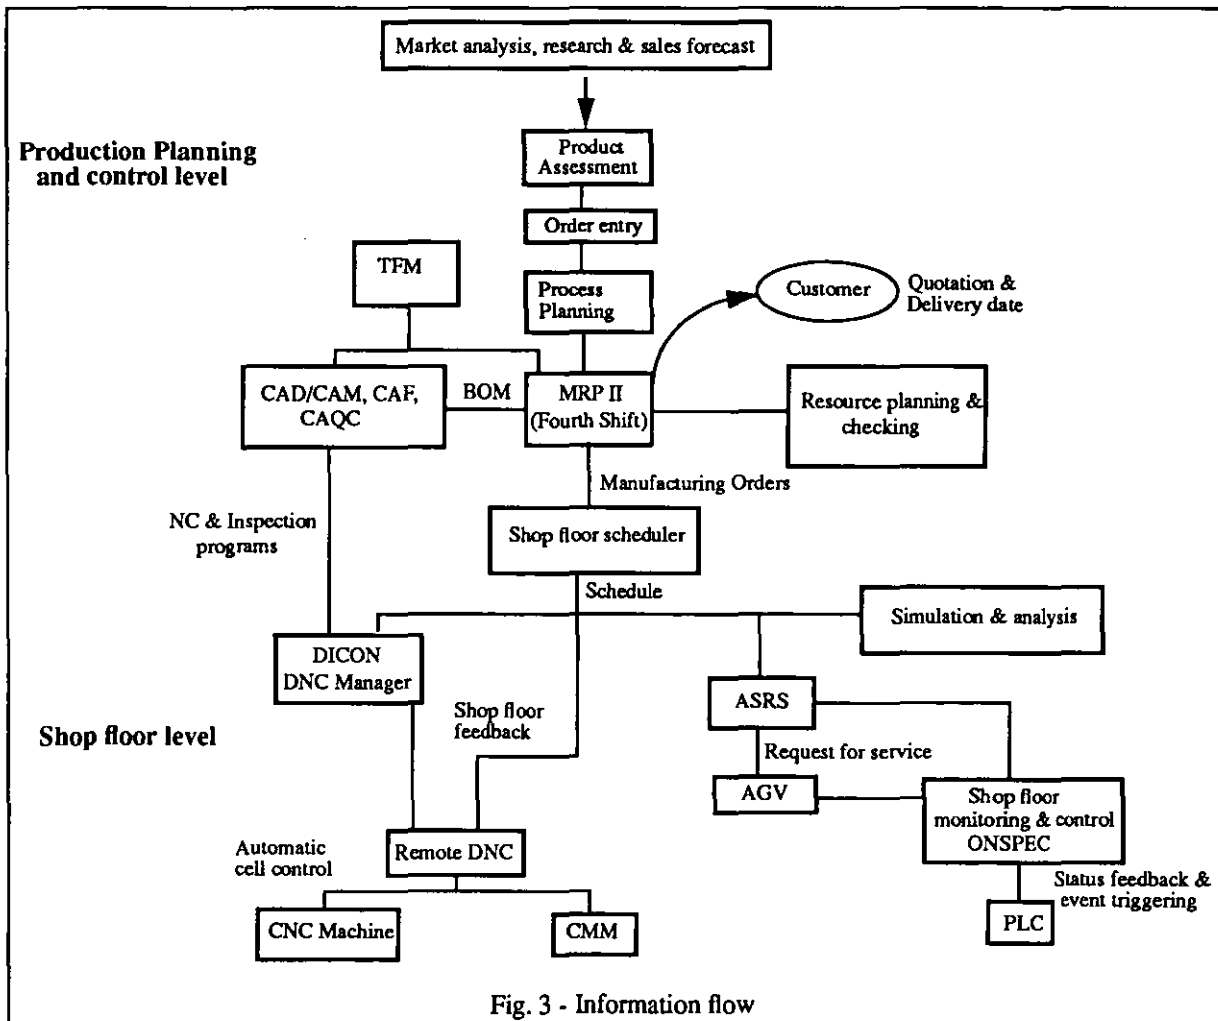 Market analysis, research & sales forecast
Production Planning
and control level
Product
Assessment
Order entry
TFM
Process
Planning
Customer
Quotation &
Delivery date
CAD/CAM, CAF,
CAQC
BOM
MRP II
(Fourth Shift)
Resource planning &
checking
Manufacturing Orders
NC & Inspection
programs
Shop floor scheduler
Schedule
Simulation & analysis
DICON
DNC Manager
Shop floor level
Shop floor
feedback
ASRS
Request for service
AGV
Shop floor
monitoring & control
ONSPEC
Automatic
cell control
Remote DNC
Status feedback &
event triggering
CNC Machine
CMM
PLC
Fig. 3 - Information flow